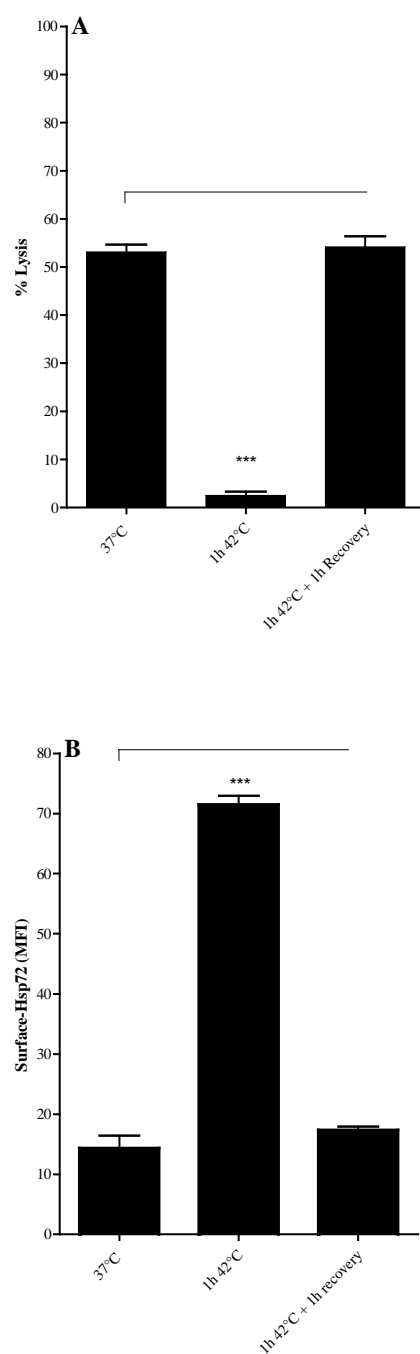 A
100
90
80
70
60
50
40
30
20
10
0
% Lysis
***
37°C
1h 42°C
1h 42°C + 1h Recovery
B
80
70
60
50
40
30
20
10
0
Surface-Hsp72 (MFI)
***
37°C
1h 42°C
1h 42°C + 1h recovery